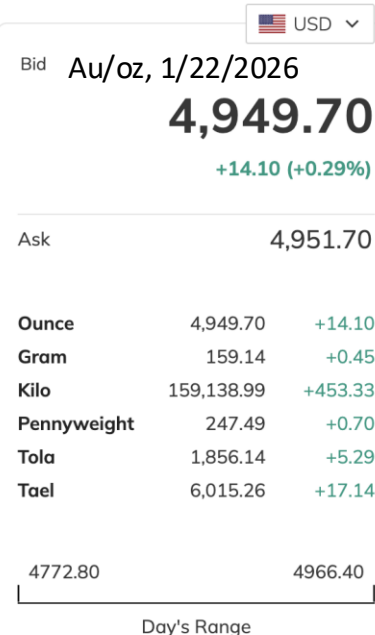 USD
Bid Au/oz, 1/22/2026
4,949.70
+14.10 (+0.29%)
Ask 4,951.70
Ounce 4,949.70 +14.10
Gram 159.14 +0.45
Kilo 159,138.99 +453.33
Pennyweight 247.49 +0.70
Tola 1,856.14 +5.29
Tael 6,015.26 +17.14
4772.80 4966.40
Day's Range